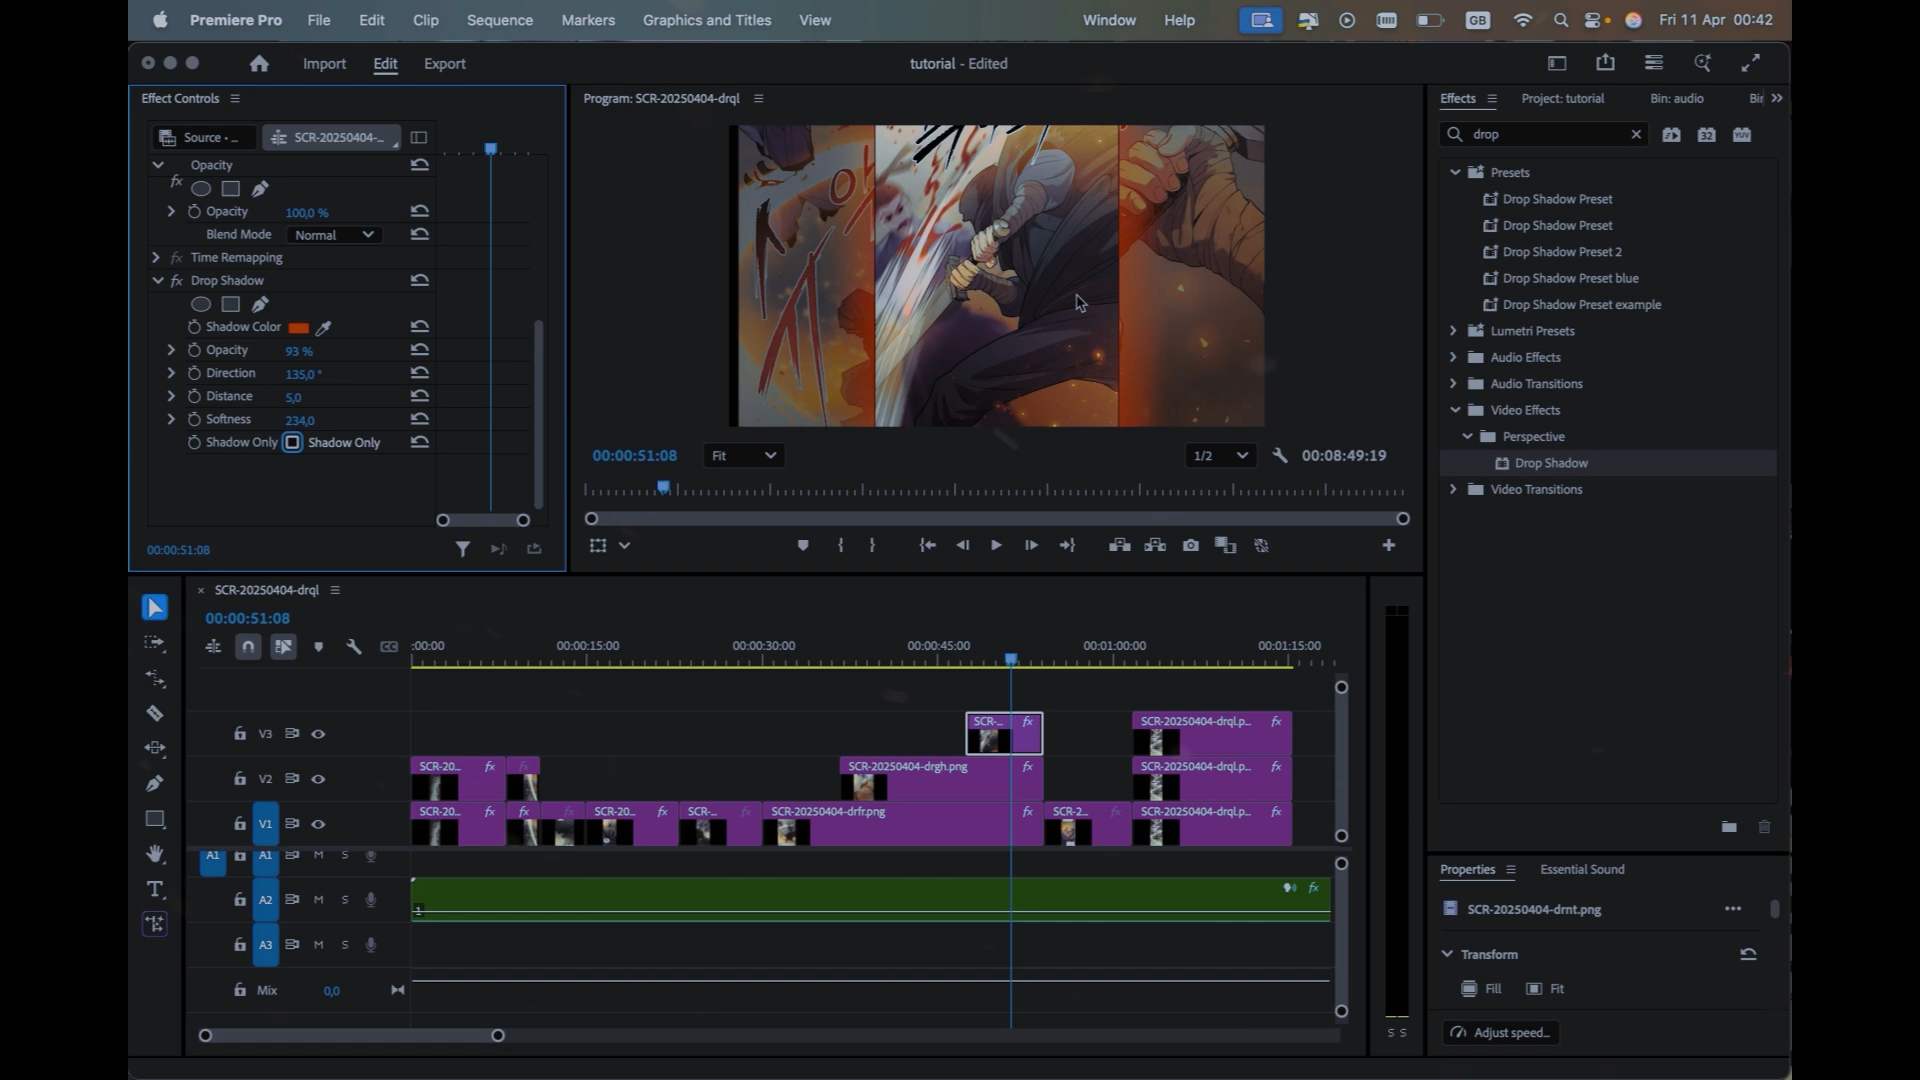 Premiere Pro File Edit Clip Sequence Markers Graphics and Titles View Window Help GB Fri 11 Apr 00:42
Import Edit Export tutorial - Edited
Effect Controls
Source • ... SCR-20250404-...
Opacity
fx
Opacity 100,0 %
Blend Mode Normal
fx Time Remapping
fx Drop Shadow
Shadow Color
Opacity 93 %
Direction 135,0 °
Distance 5,0
Softness 234,0
Shadow Only Shadow Only
00:00:51:08
Program: SCR-20250404-drql
00:00:51:08 Fit 1/2 00:08:49:19
Effects Project: tutorial Bin: audio Bir
drop 32 YUV
Presets
Drop Shadow Preset
Drop Shadow Preset
Drop Shadow Preset 2
Drop Shadow Preset blue
Drop Shadow Preset example
Lumetri Presets
Audio Effects
Audio Transitions
Video Effects
Perspective
Drop Shadow
Video Transitions
× SCR-20250404-drql
00:00:51:08
CC :00:00 00:00:15:00 00:00:30:00 00:00:45:00 00:01:00:00 00:01:15:00
V3 SCR-... fx SCR-20250404-drql.p... fx
V2 SCR-20... fx fx SCR-20250404-drgh.png fx SCR-20250404-drql.p... fx
V1 SCR-20... fx fx fx SCR-20... fx SCR-... fx SCR-20250404-drfr.png fx SCR-2... fx SCR-20250404-drql.p... fx
A1 A1 M S
A2 M S fx
A3 M S
Mix 0,0
S S
Properties Essential Sound
SCR-20250404-drnt.png
Transform
Fill Fit
Adjust speed...